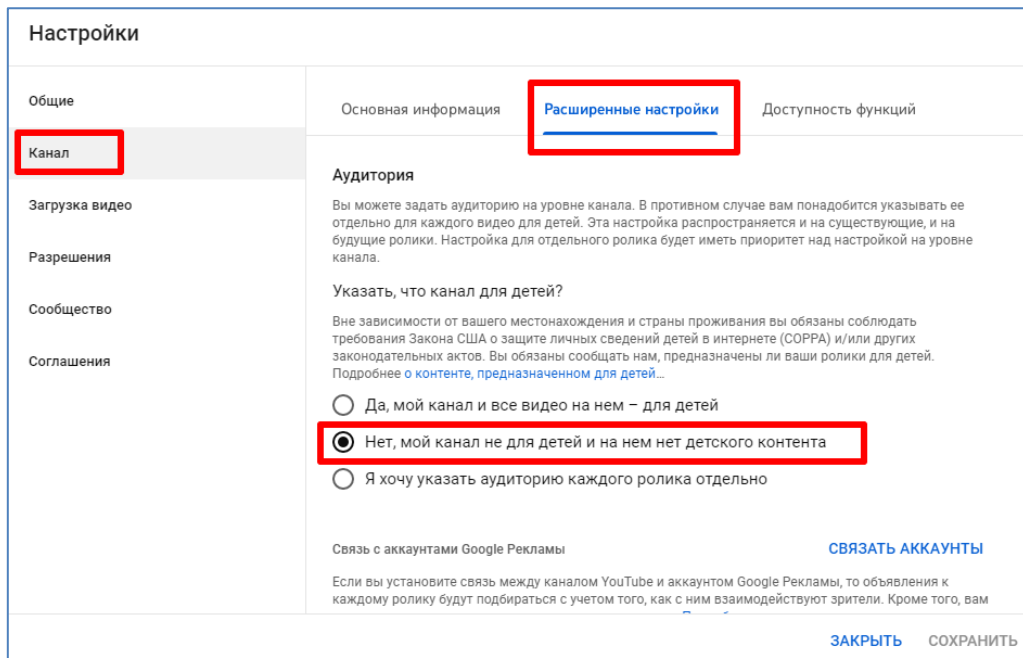 Настройки
Общие
Канал
Загрузка видео
Разрешения
Сообщество
Соглашения
Основная информация
Расширенные настройки
Доступность функций
Аудитория
Вы можете задать аудиторию на уровне канала. В противном случае вам понадобится указывать ее
отдельно для каждого видео для детей. Эта настройка распространяется и на существующие, и на
будущие ролики. Настройка для отдельного ролика будет иметь приоритет над настройкой на уровне
канала.
Указать, что канал для детей?
Вне зависимости от вашего местонахождения и страны проживания вы обязаны соблюдать
требования Закона США о защите личных сведений детей в интернете (COPPA) и/или других
законодательных актов. Вы обязаны сообщать нам, предназначены ли ваши ролики для детей.
Подробнее о контенте, предназначенном для детей…
Да, мой канал и все видео на нем – для детей
Нет, мой канал не для детей и на нем нет детского контента
Я хочу указать аудиторию каждого ролика отдельно
Связь с аккаунтами Google Рекламы
СВЯЗАТЬ АККАУНТЫ
Если вы установите связь между каналом YouTube и аккаунтом Google Рекламы, то объявления к
каждому ролику будут подбираться с учетом того, как с ним взаимодействуют зрители. Кроме того, вам
ЗАКРЫТЬ
СОХРАНИТЬ